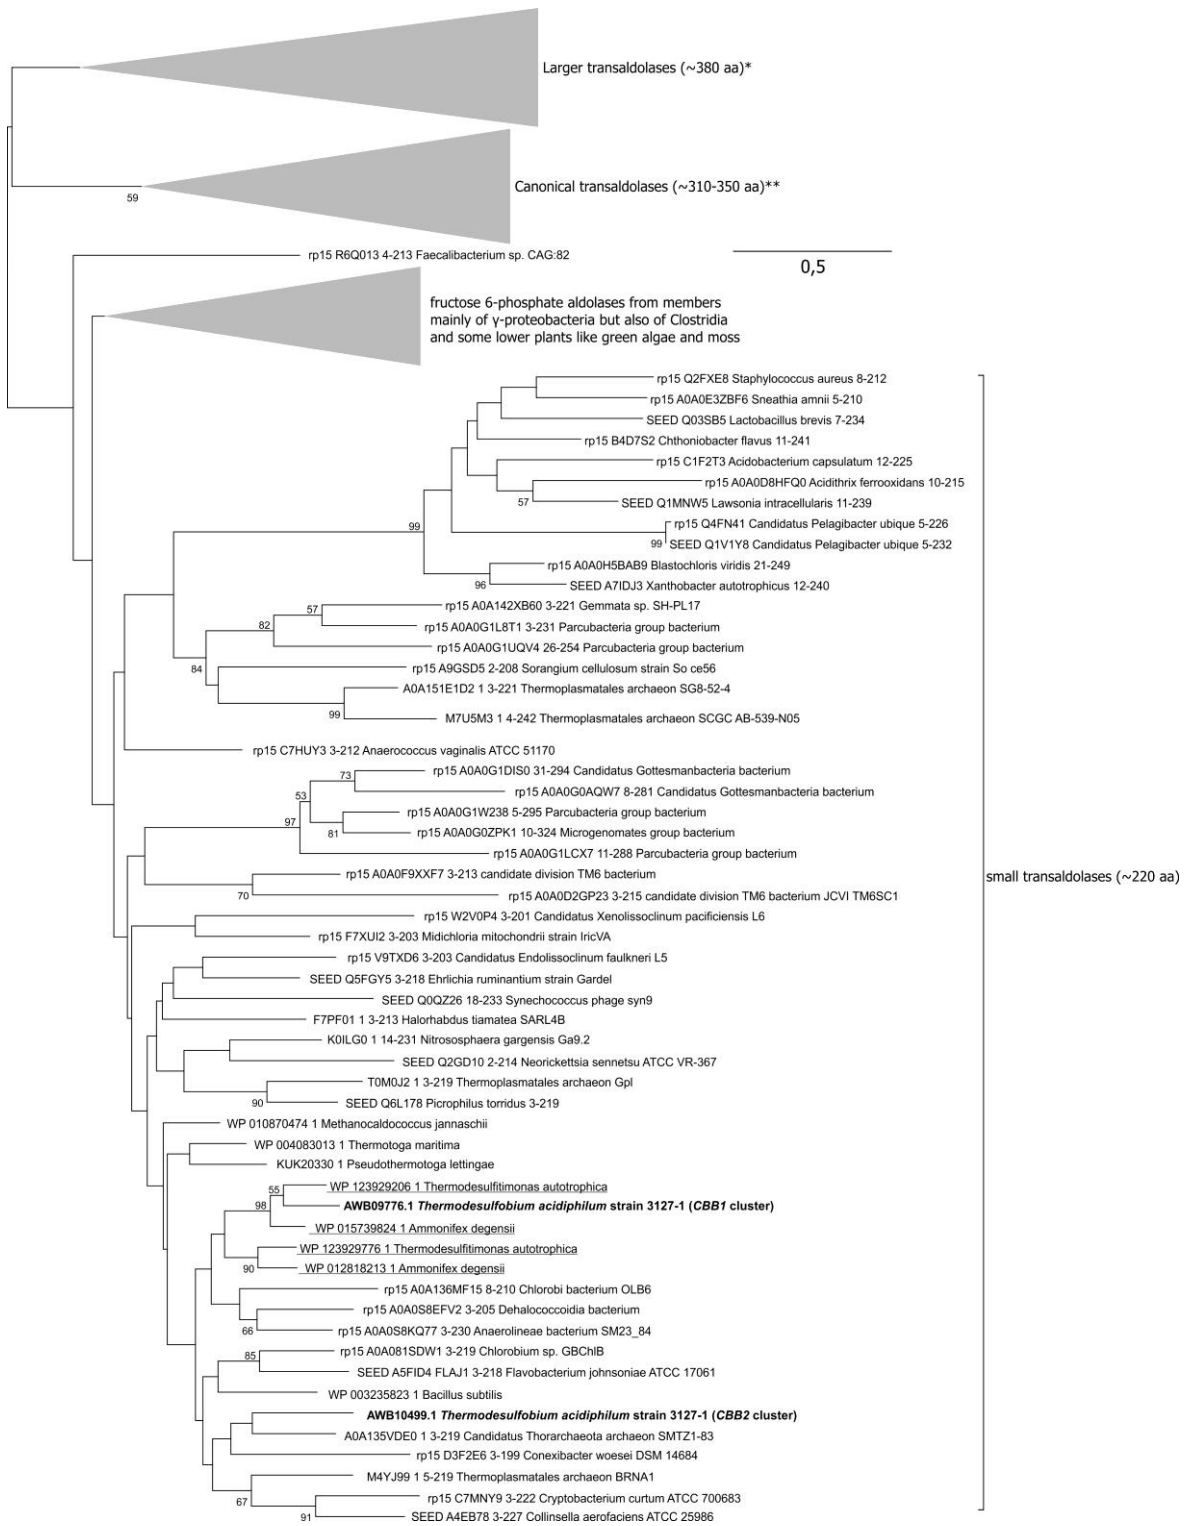 Larger transaldolases (~380 aa)*
Canonical transaldolases (~310-350 aa)**
59
rp15 R6Q013 4-213 Faecalibacterium sp. CAG:82
0,5
fructose 6-phosphate aldolases from members
mainly of γ-proteobacteria but also of Clostridia
and some lower plants like green algae and moss
rp15 Q2FXE8 Staphylococcus aureus 8-212
rp15 A0A0E3ZBF6 Sneathia amnii 5-210
SEED Q03SB5 Lactobacillus brevis 7-234
rp15 B4D7S2 Chthoniobacter flavus 11-241
rp15 C1F2T3 Acidobacterium capsulatum 12-225
rp15 A0A0D8HFQ0 Acidithrix ferrooxidans 10-215
57
SEED Q1MNW5 Lawsonia intracellularis 11-239
99
rp15 Q4FN41 Candidatus Pelagibacter ubique 5-226
99
SEED Q1V1Y8 Candidatus Pelagibacter ubique 5-232
rp15 A0A0H5BAB9 Blastochloris viridis 21-249
96
SEED A7IDJ3 Xanthobacter autotrophicus 12-240
57
rp15 A0A142XB60 3-221 Gemmata sp. SH-PL17
82
rp15 A0A0G1L8T1 3-231 Parcubacteria group bacterium
rp15 A0A0G1UQV4 26-254 Parcubacteria group bacterium
84
rp15 A9GSD5 2-208 Sorangium cellulosum strain So ce56
A0A151E1D2 1 3-221 Thermoplasmatales archaeon SG8-52-4
99
M7U5M3 1 4-242 Thermoplasmatales archaeon SCGC AB-539-N05
rp15 C7HUY3 3-212 Anaerococcus vaginalis ATCC 51170
73
rp15 A0A0G1DIS0 31-294 Candidatus Gottesmanbacteria bacterium
rp15 A0A0G0AQW7 8-281 Candidatus Gottesmanbacteria bacterium
53
rp15 A0A0G1W238 5-295 Parcubacteria group bacterium
97
81
rp15 A0A0G0ZPK1 10-324 Microgenomates group bacterium
rp15 A0A0G1LCX7 11-288 Parcubacteria group bacterium
rp15 A0A0F9XXF7 3-213 candidate division TM6 bacterium
small transaldolases (~220 aa)
70
rp15 A0A0D2GP23 3-215 candidate division TM6 bacterium JCVI TM6SC1
rp15 W2V0P4 3-201 Candidatus Xenolissoclinum pacificiensis L6
rp15 F7XUI2 3-203 Midichloria mitochondrii strain IricVA
rp15 V9TXD6 3-203 Candidatus Endolissoclinum faulkneri L5
SEED Q5FGY5 3-218 Ehrlichia ruminantium strain Gardel
SEED Q0QZ26 18-233 Synechococcus phage syn9
F7PF01 1 3-213 Halorhabdus tiamatea SARL4B
K0ILG0 1 14-231 Nitrososphaera gargensis Ga9.2
SEED Q2GD10 2-214 Neorickettsia sennetsu ATCC VR-367
T0M0J2 1 3-219 Thermoplasmatales archaeon Gpl
90
SEED Q6L178 Picrophilus torridus 3-219
WP 010870474 1 Methanocaldococcus jannaschii
WP 004083013 1 Thermotoga maritima
KUK20330 1 Pseudothermotoga lettingae
55
WP 123929206 1 Thermodesulfitimonas autotrophica
98
AWB09776.1 Thermodesulfobium acidiphilum strain 3127-1 (CBB1 cluster)
WP 015739824 1 Ammonifex degensii
WP 123929776 1 Thermodesulfitimonas autotrophica
90
WP 012818213 1 Ammonifex degensii
rp15 A0A136MF15 8-210 Chlorobi bacterium OLB6
rp15 A0A0S8EFV2 3-205 Dehalococcoidia bacterium
66
rp15 A0A0S8KQ77 3-230 Anaerolineae bacterium SM23_84
85
rp15 A0A081SDW1 3-219 Chlorobium sp. GBChlB
SEED A5FID4 FLAJ1 3-218 Flavobacterium johnsoniae ATCC 17061
WP 003235823 1 Bacillus subtilis
AWB10499.1 Thermodesulfobium acidiphilum strain 3127-1 (CBB2 cluster)
A0A135VDE0 1 3-219 Candidatus Thorarchaeota archaeon SMTZ1-83
rp15 D3F2E6 3-199 Conexibacter woesei DSM 14684
M4YJ99 1 5-219 Thermoplasmatales archaeon BRNA1
67
rp15 C7MNY9 3-222 Cryptobacterium curtum ATCC 700683
91
SEED A4EB78 3-227 Collinsella aerofaciens ATCC 25986